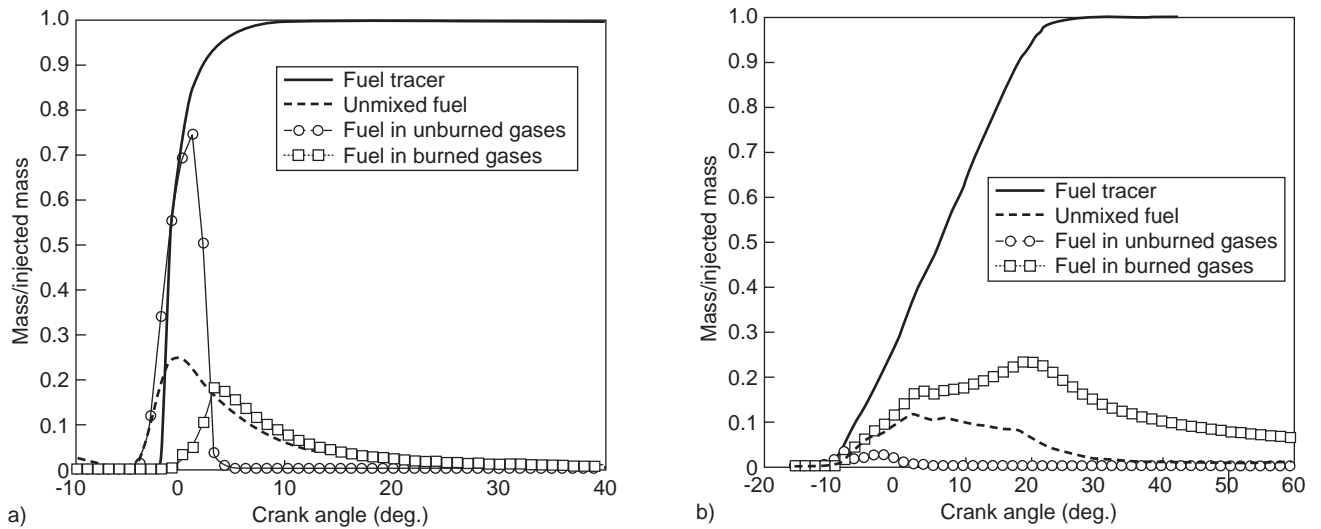 1.0
0.9
0.8
0.7
0.6
0.5
0.4
0.3
0.2
0.1
0
Mass/injected mass
Fuel tracer
Unmixed fuel
Fuel in unburned gases
Fuel in burned gases
-10 0 10 20 30 40
Crank angle (deg.)
a)
1.0
0.9
0.8
0.7
0.6
0.5
0.4
0.3
0.2
0.1
0
Mass/injected mass
Fuel tracer
Unmixed fuel
Fuel in unburned gases
Fuel in burned gases
-20 -10 0 10 20 30 40 50 60
Crank angle (deg.)
b)